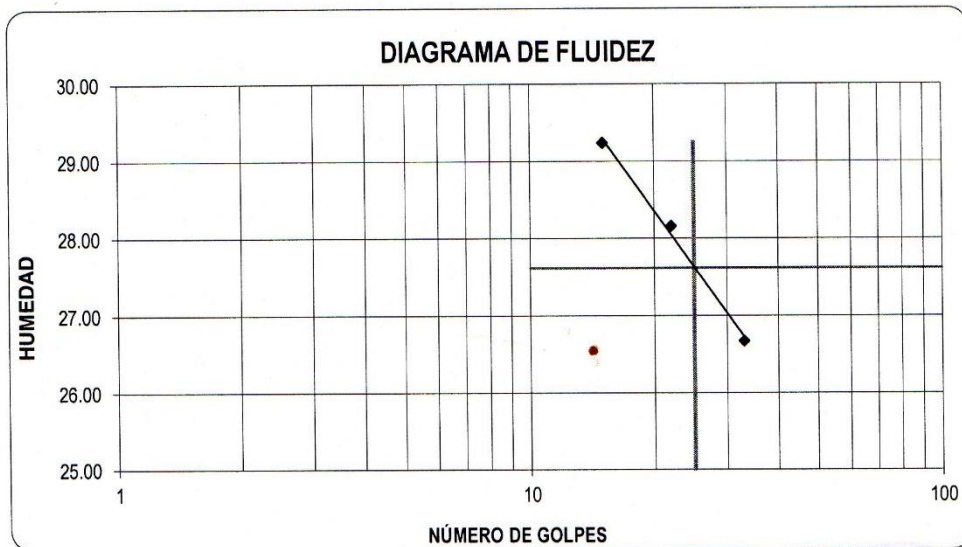 DIAGRAMA DE FLUIDEZ
30.00
29.00
28.00
27.00
26.00
25.00
HUMEDAD
1 10 100
NÚMERO DE GOLPES